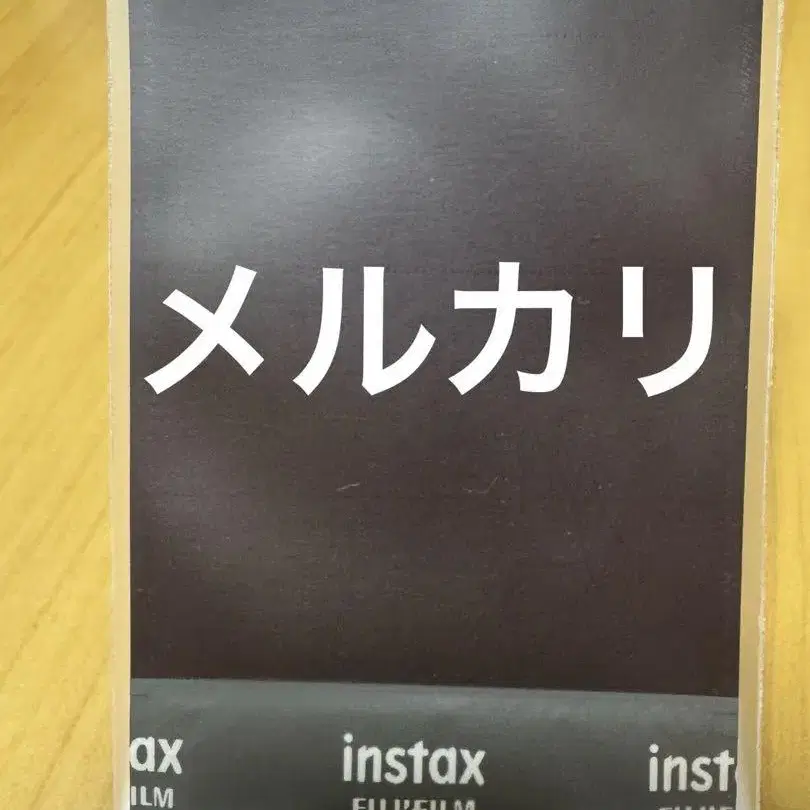 メルカリ
ax instax inst
ILM FUJIFILM